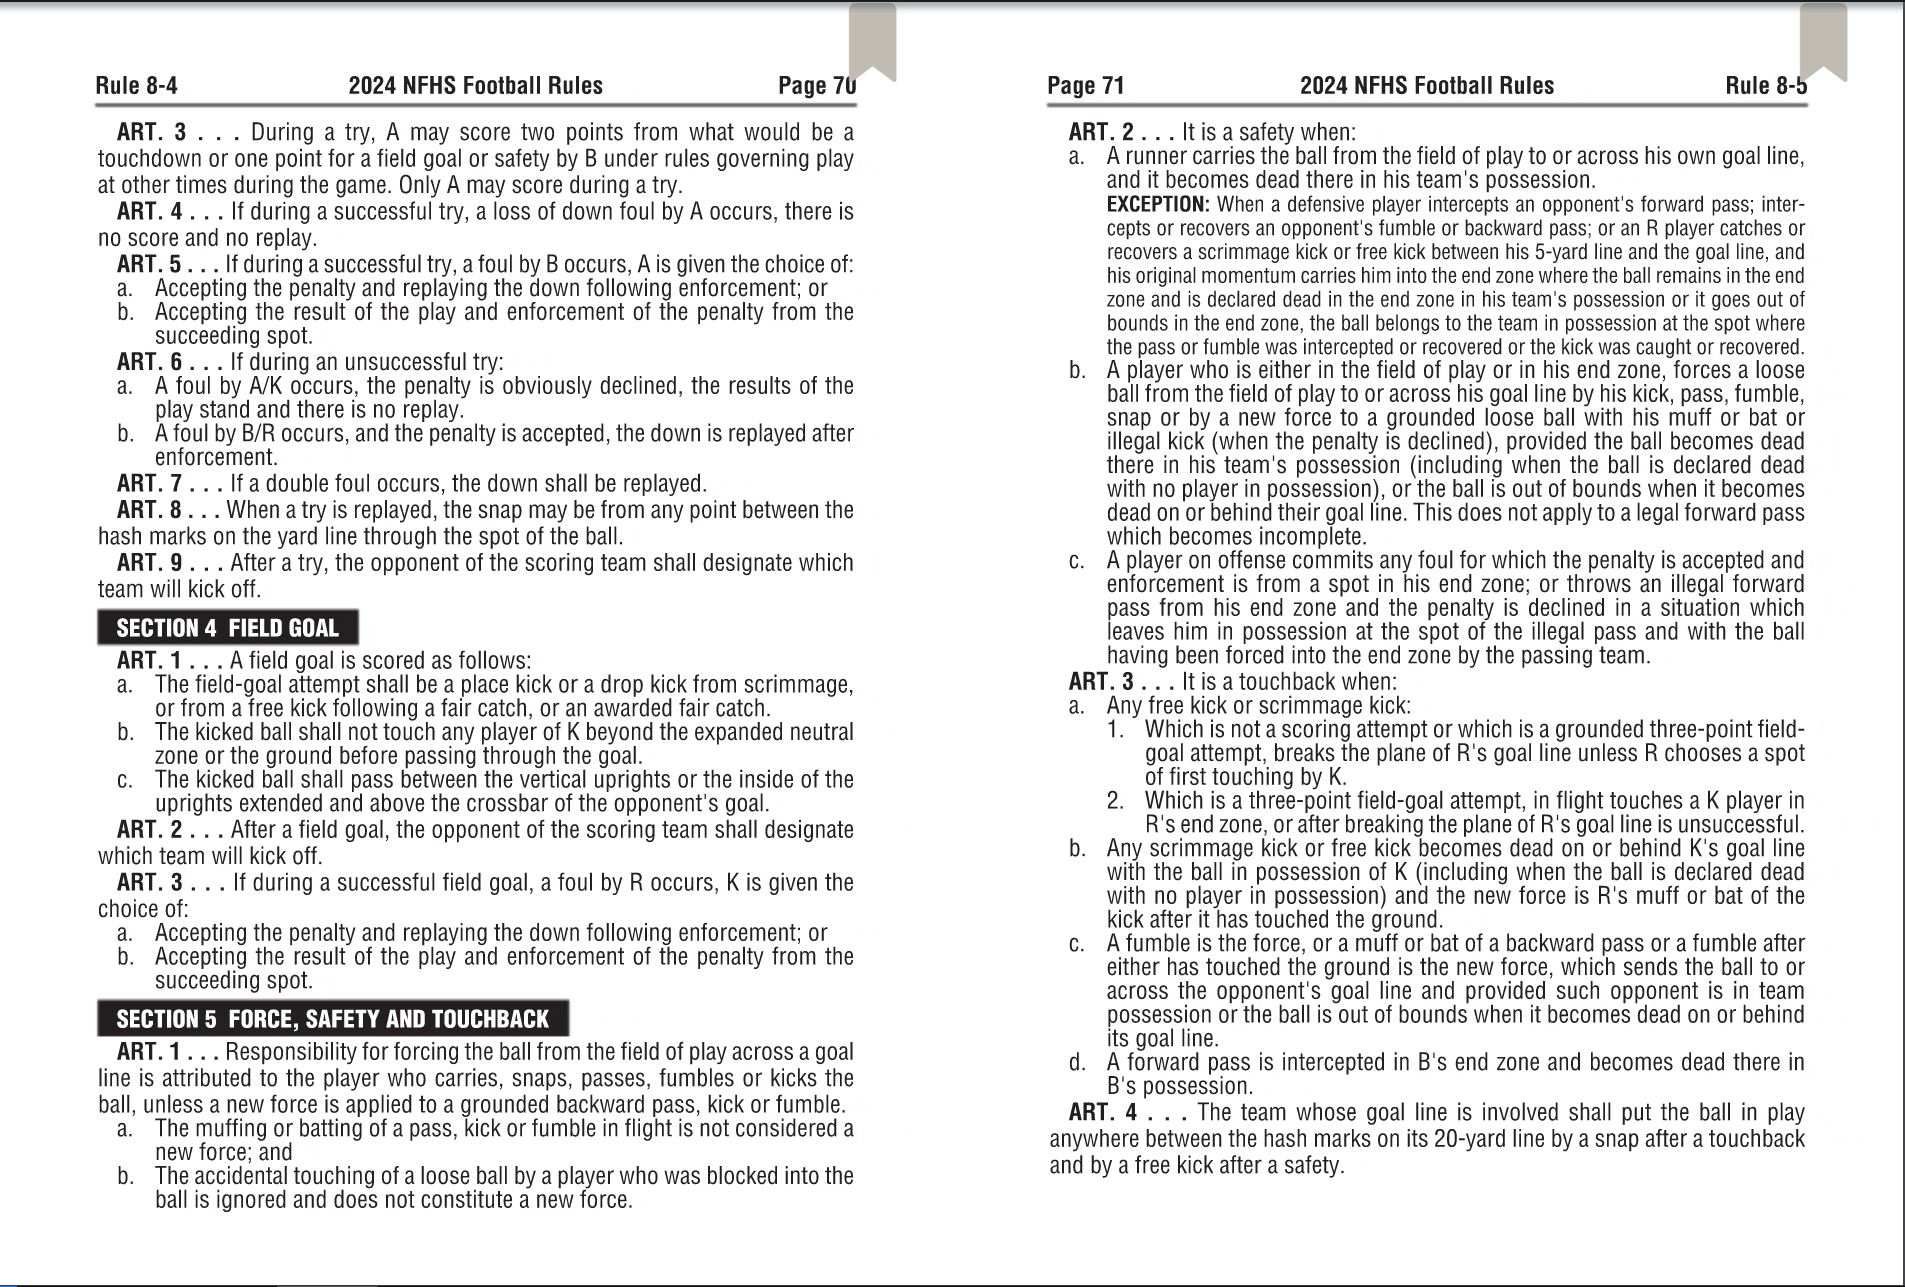 Rule 8-4 2024 NFHS Football Rules Page 70
ART. 3 . . . During a try, A may score two points from what would be a
touchdown or one point for a field goal or safety by B under rules governing play
at other times during the game. Only A may score during a try.
ART. 4 . . . If during a successful try, a loss of down foul by A occurs, there is
no score and no replay.
ART. 5 . . . If during a successful try, a foul by B occurs, A is given the choice of:
a. Accepting the penalty and replaying the down following enforcement; or
b. Accepting the result of the play and enforcement of the penalty from the
succeeding spot.
ART. 6 . . . If during an unsuccessful try:
a. A foul by A/K occurs, the penalty is obviously declined, the results of the
play stand and there is no replay.
b. A foul by B/R occurs, and the penalty is accepted, the down is replayed after
enforcement.
ART. 7 . . . If a double foul occurs, the down shall be replayed.
ART. 8 . . . When a try is replayed, the snap may be from any point between the
hash marks on the yard line through the spot of the ball.
ART. 9 . . . After a try, the opponent of the scoring team shall designate which
team will kick off.
SECTION 4 FIELD GOAL
ART. 1 . . . A field goal is scored as follows:
a. The field-goal attempt shall be a place kick or a drop kick from scrimmage,
or from a free kick following a fair catch, or an awarded fair catch.
b. The kicked ball shall not touch any player of K beyond the expanded neutral
zone or the ground before passing through the goal.
c. The kicked ball shall pass between the vertical uprights or the inside of the
uprights extended and above the crossbar of the opponent's goal.
ART. 2 . . . After a field goal, the opponent of the scoring team shall designate
which team will kick off.
ART. 3 . . . If during a successful field goal, a foul by R occurs, K is given the
choice of:
a. Accepting the penalty and replaying the down following enforcement; or
b. Accepting the result of the play and enforcement of the penalty from the
succeeding spot.
SECTION 5 FORCE, SAFETY AND TOUCHBACK
ART. 1 . . . Responsibility for forcing the ball from the field of play across a goal
line is attributed to the player who carries, snaps, passes, fumbles or kicks the
ball, unless a new force is applied to a grounded backward pass, kick or fumble.
a. The muffing or batting of a pass, kick or fumble in flight is not considered a
new force; and
b. The accidental touching of a loose ball by a player who was blocked into the
ball is ignored and does not constitute a new force.
Page 71 2024 NFHS Football Rules Rule 8-5
ART. 2 . . . It is a safety when:
a. A runner carries the ball from the field of play to or across his own goal line,
and it becomes dead there in his team's possession.
EXCEPTION: When a defensive player intercepts an opponent's forward pass; inter-
cepts or recovers an opponent's fumble or backward pass; or an R player catches or
recovers a scrimmage kick or free kick between his 5-yard line and the goal line, and
his original momentum carries him into the end zone where the ball remains in the end
zone and is declared dead in the end zone in his team's possession or it goes out of
bounds in the end zone, the ball belongs to the team in possession at the spot where
the pass or fumble was intercepted or recovered or the kick was caught or recovered.
b. A player who is either in the field of play or in his end zone, forces a loose
ball from the field of play to or across his goal line by his kick, pass, fumble,
snap or by a new force to a grounded loose ball with his muff or bat or
illegal kick (when the penalty is declined), provided the ball becomes dead
there in his team's possession (including when the ball is declared dead
with no player in possession), or the ball is out of bounds when it becomes
dead on or behind their goal line. This does not apply to a legal forward pass
which becomes incomplete.
c. A player on offense commits any foul for which the penalty is accepted and
enforcement is from a spot in his end zone; or throws an illegal forward
pass from his end zone and the penalty is declined in a situation which
leaves him in possession at the spot of the illegal pass and with the ball
having been forced into the end zone by the passing team.
ART. 3 . . . It is a touchback when:
a. Any free kick or scrimmage kick:
1. Which is not a scoring attempt or which is a grounded three-point field-
goal attempt, breaks the plane of R's goal line unless R chooses a spot
of first touching by K.
2. Which is a three-point field-goal attempt, in flight touches a K player in
R's end zone, or after breaking the plane of R's goal line is unsuccessful.
b. Any scrimmage kick or free kick becomes dead on or behind K's goal line
with the ball in possession of K (including when the ball is declared dead
with no player in possession) and the new force is R's muff or bat of the
kick after it has touched the ground.
c. A fumble is the force, or a muff or bat of a backward pass or a fumble after
either has touched the ground is the new force, which sends the ball to or
across the opponent's goal line and provided such opponent is in team
possession or the ball is out of bounds when it becomes dead on or behind
its goal line.
d. A forward pass is intercepted in B's end zone and becomes dead there in
B's possession.
ART. 4 . . . The team whose goal line is involved shall put the ball in play
anywhere between the hash marks on its 20-yard line by a snap after a touchback
and by a free kick after a safety.